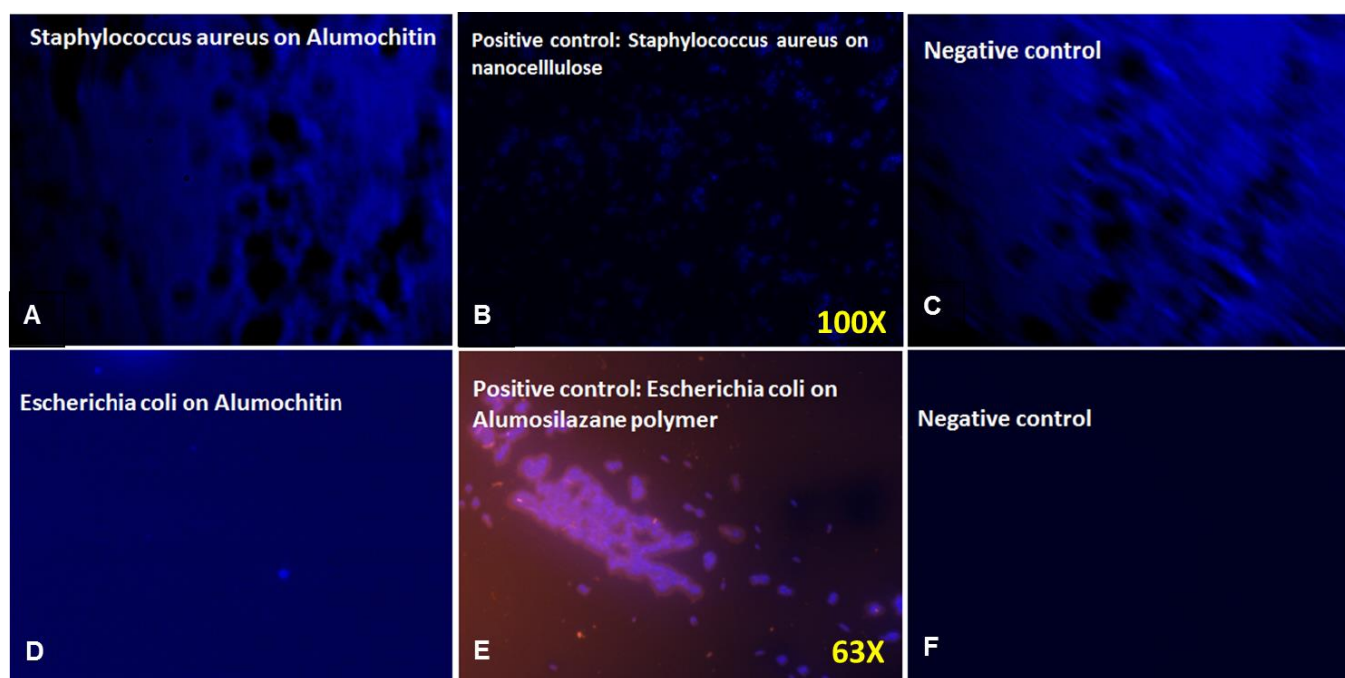 Staphylococcus aureus on Alumochitin
A
Positive control: Staphylococcus aureus on
nanocelllulose
B
100X
Negative control
C
Escherichia coli on Alumochitin
D
Positive control: Escherichia coli on
Alumosilazane polymer
E
63X
Negative control
F